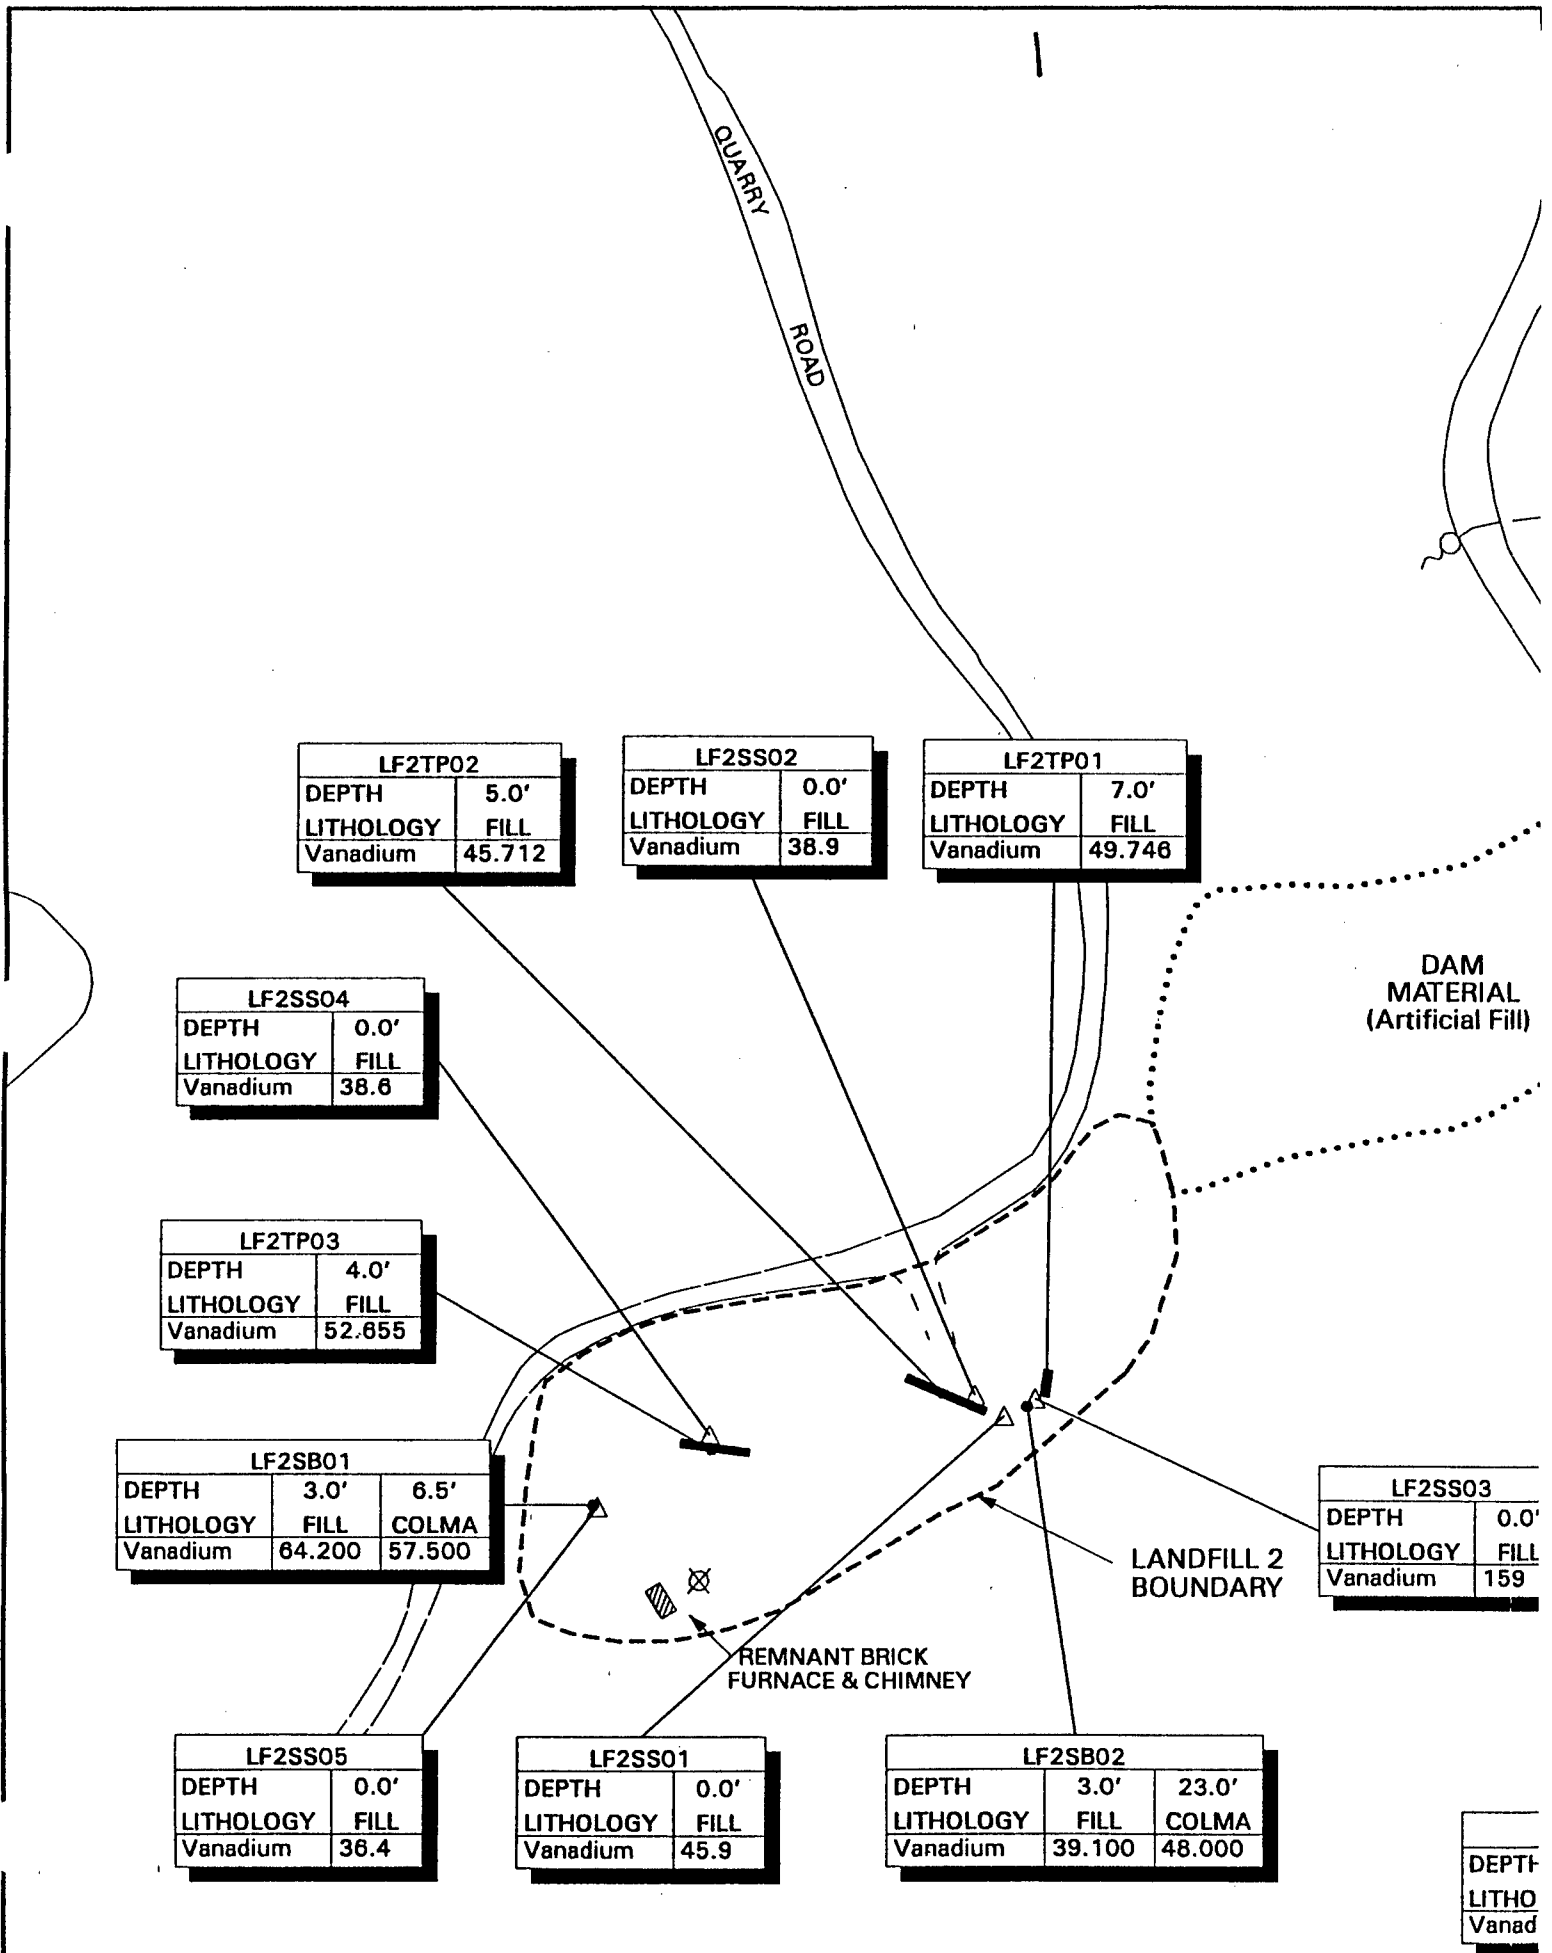 QUARRY
ROAD
LF2TP02
DEPTH 5.0'
LITHOLOGY FILL
Vanadium 45.712
LF2SS02
DEPTH 0.0'
LITHOLOGY FILL
Vanadium 38.9
LF2TP01
DEPTH 7.0'
LITHOLOGY FILL
Vanadium 49.746
DAM
MATERIAL
(Artificial Fill)
LF2SS04
DEPTH 0.0'
LITHOLOGY FILL
Vanadium 38.6
LF2TP03
DEPTH 4.0'
LITHOLOGY FILL
Vanadium 52.655
LF2SB01
DEPTH 3.0' 6.5'
LITHOLOGY FILL COLMA
Vanadium 64.200 57.500
LF2SS03
DEPTH 0.0'
LITHOLOGY FILL
Vanadium 159
LANDFILL 2
BOUNDARY
REMNANT BRICK
FURNACE & CHIMNEY
LF2SS05
DEPTH 0.0'
LITHOLOGY FILL
Vanadium 36.4
LF2SS01
DEPTH 0.0'
LITHOLOGY FILL
Vanadium 45.9
LF2SB02
DEPTH 3.0' 23.0'
LITHOLOGY FILL COLMA
Vanadium 39.100 48.000
DEPTH
LITHO
Vanad